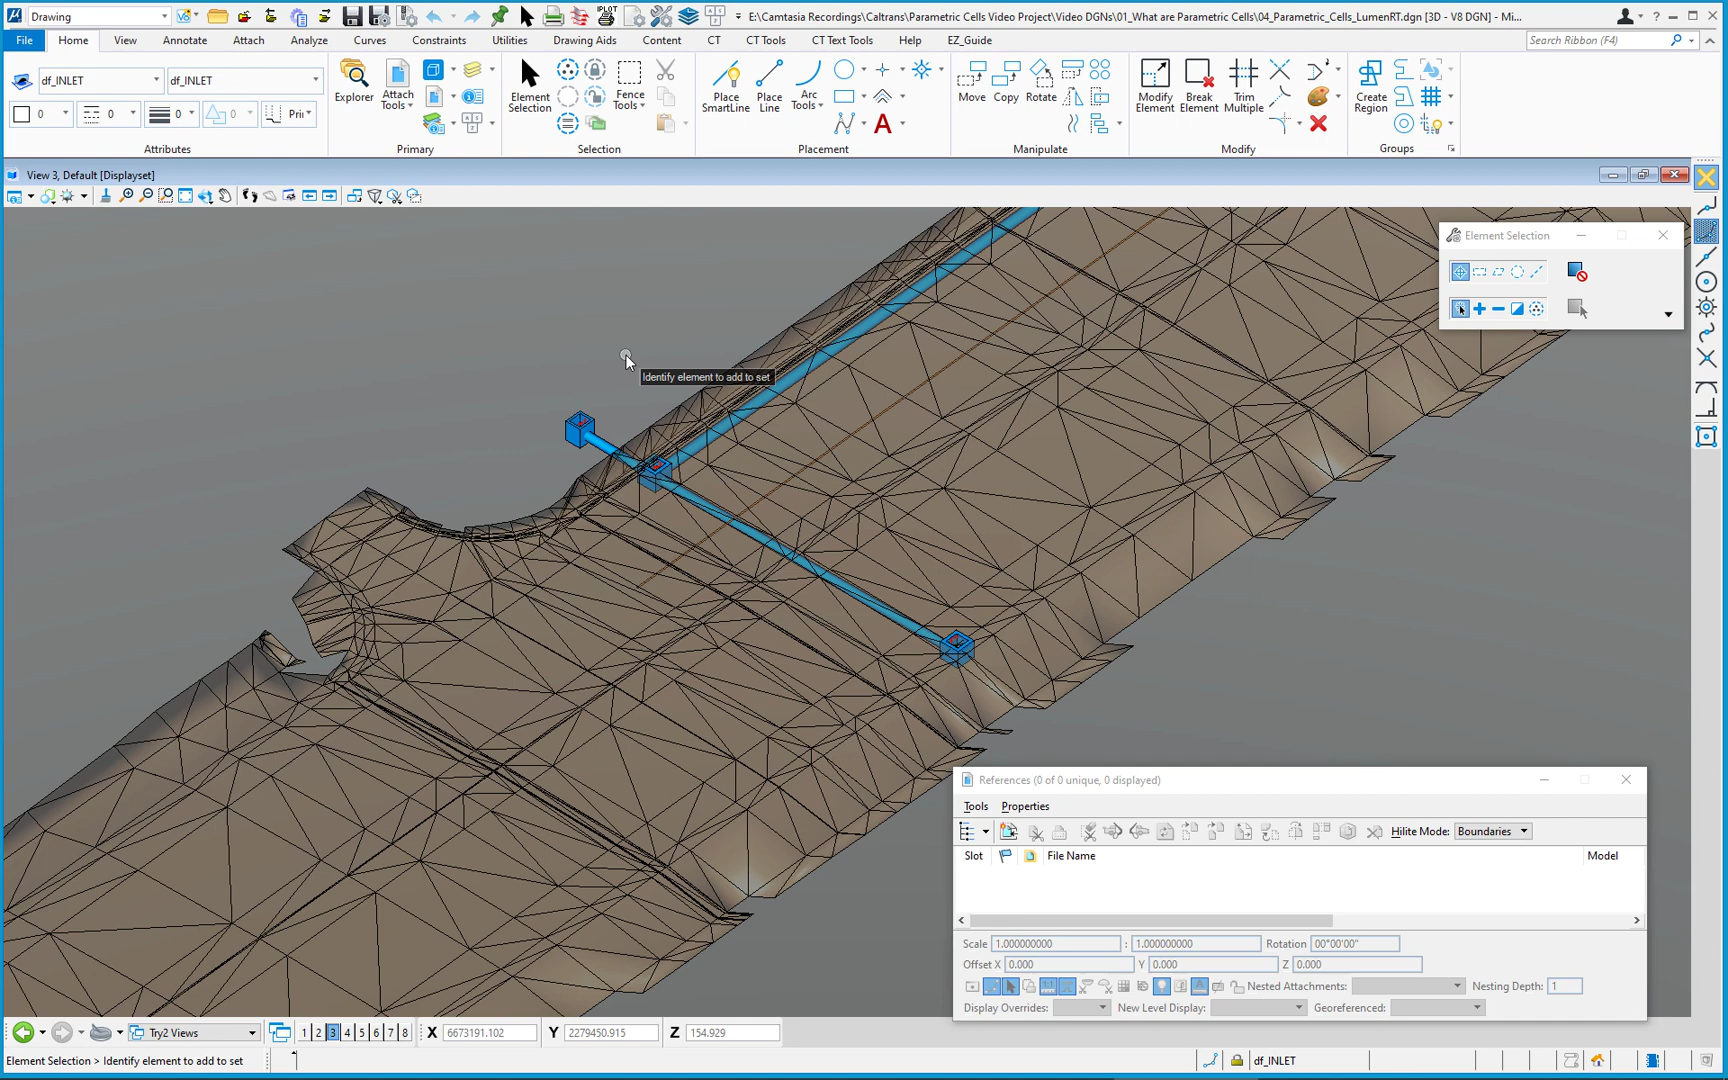 Drawing
E:\Camtasia Recordings\Caltrans\Parametric Cells Video Project\Video DGNs\01_What are Parametric Cells\04_Parametric_Cells_LumenRT.dgn [3D - V8 DGN] - Mi...
File Home View Annotate Attach Analyze Curves Constraints Utilities Drawing Aids Content CT CT Tools CT Text Tools Help EZ_Guide
Search Ribbon (F4)
df_INLET df_INLET
0 0 0 0 Pri
Explorer
Attach Tools
Element Selection
Fence Tools
Place SmartLine
Place Line
Arc Tools
Move Copy Rotate
Modify Element
Break Element
Trim Multiple
Create Region
Attributes Primary Selection Placement Manipulate Modify Groups
View 3, Default [Displayset]
Element Selection
Identify element to add to set
References (0 of 0 unique, 0 displayed)
Tools Properties
Hilite Mode: Boundaries
Slot File Name Model
Scale 1.000000000 : 1.000000000 Rotation 00°00'00"
Offset X 0.000 Y 0.000 Z 0.000
Nested Attachments: Nesting Depth: 1
Display Overrides: New Level Display: Georeferenced:
Try2 Views 1 2 3 4 5 6 7 8 X 6673191.102 Y 2279450.915 Z 154.929
Element Selection > Identify element to add to set
df_INLET